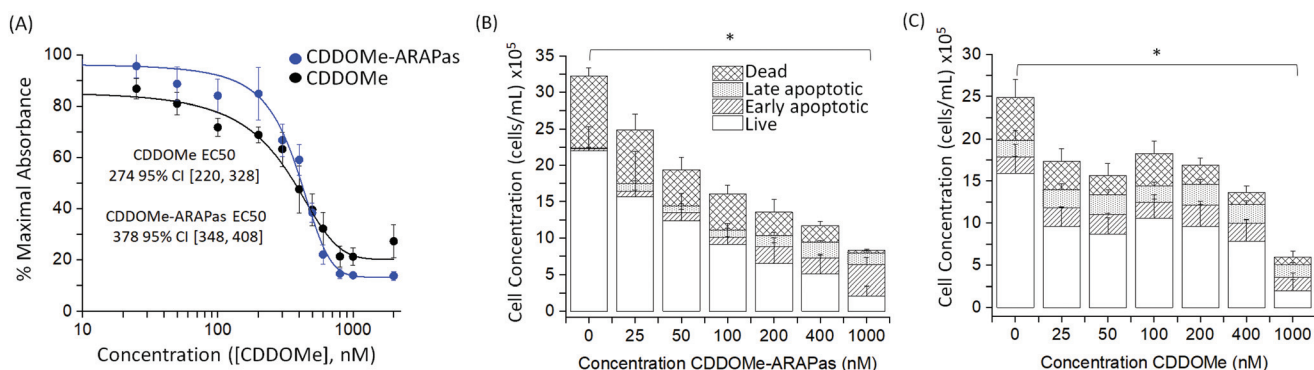 (A)
% Maximal Absorbance
100
80
60
40
20
0
CDDOMe-ARAPas
CDDOMe
CDDOMe EC50
274 95% CI [220, 328]
CDDOMe-ARAPas EC50
378 95% CI [348, 408]
10 100 1000
Concentration ([CDDOMe], nM)
(B)
Cell Concentration (cells/mL) x10⁵
35
30
25
20
15
10
5
0
*
Dead
Late apoptotic
Early apoptotic
Live
0 25 50 100 200 400 1000
Concentration CDDOMe-ARAPas (nM)
(C)
Cell Concentration (cells/mL) x10⁵
30
25
20
15
10
5
0
*
0 25 50 100 200 400 1000
Concentration CDDOMe (nM)